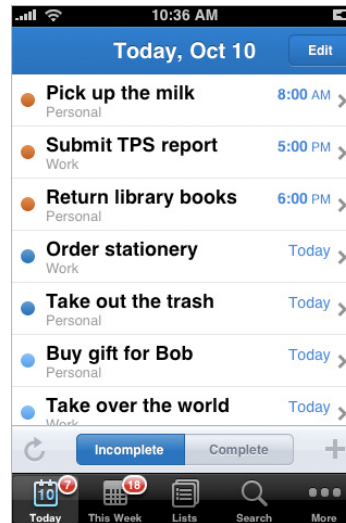 10:36 AM
Today, Oct 10
Edit
Pick up the milk
8:00 AM
Personal
Submit TPS report
5:00 PM
Work
Return library books
6:00 PM
Personal
Order stationery
Today
Work
Take out the trash
Today
Personal
Buy gift for Bob
Today
Personal
Take over the world
Today
Work
Incomplete
Complete
10
7
18
Today
This Week
Lists
Search
More